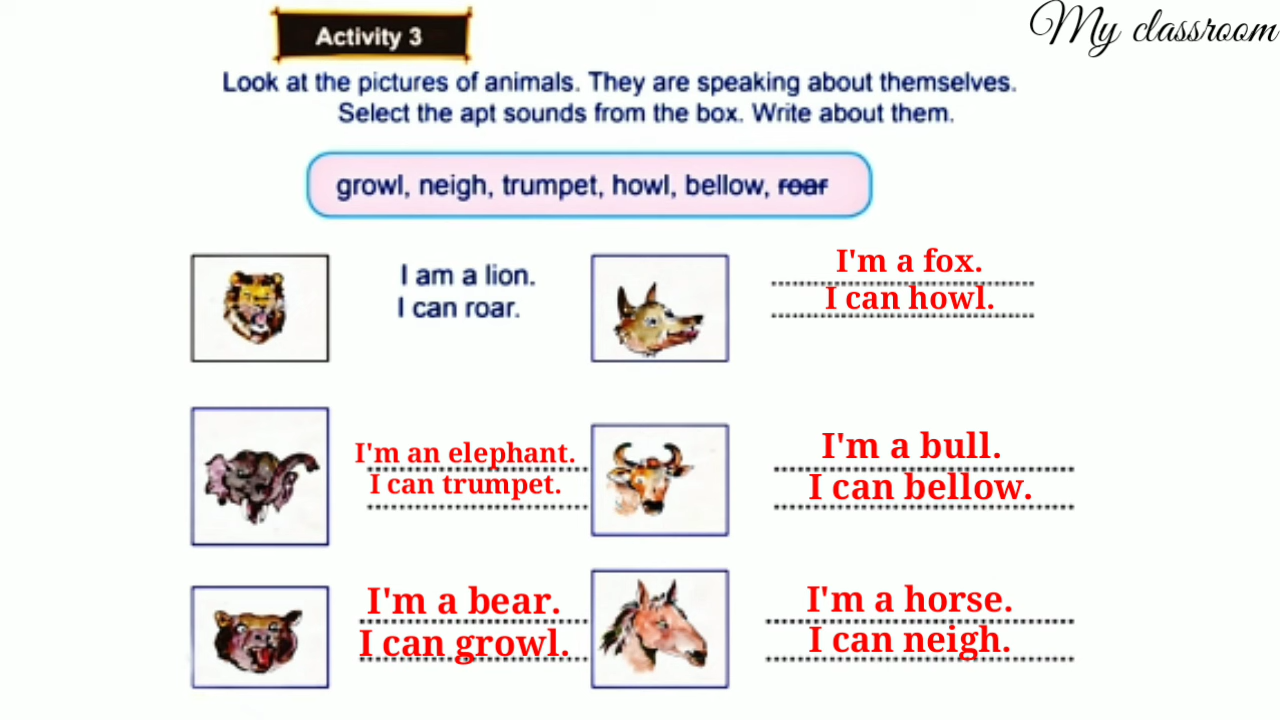 My classroom
Activity 3
Look at the pictures of animals. They are speaking about themselves.
Select the apt sounds from the box. Write about them.
growl, neigh, trumpet, howl, bellow, roar
I am a lion.
I can roar.
I'm a fox.
I can howl.
I'm an elephant.
I can trumpet.
I'm a bull.
I can bellow.
I'm a bear.
I can growl.
I'm a horse.
I can neigh.